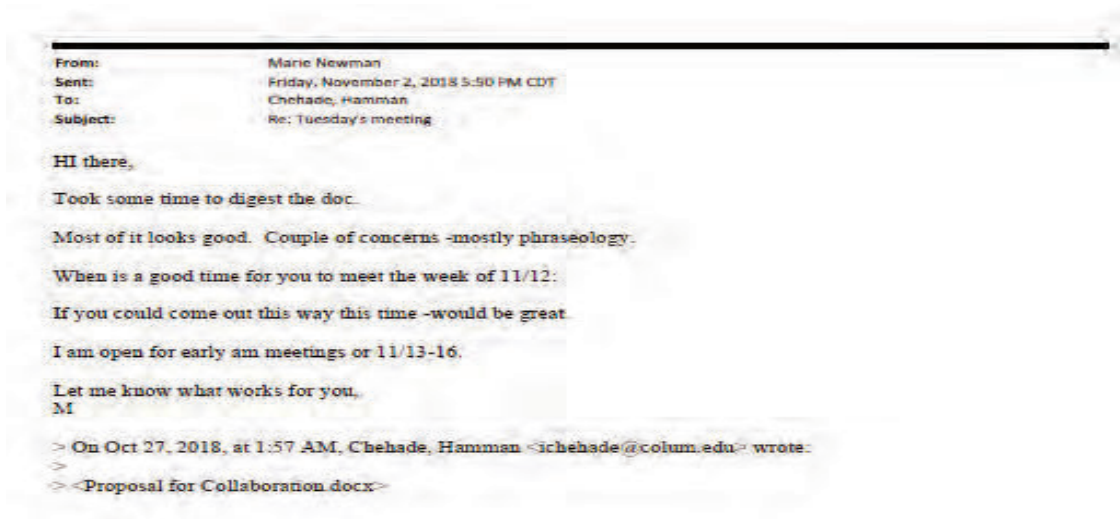 From: Marie Newman
Sent: Friday, November 2, 2018 5:50 PM CDT
To: Chehade, Hamman
Subject: Re: Tuesday's meeting
HI there,
Took some time to digest the doc.
Most of it looks good. Couple of concerns -mostly phraseology.
When is a good time for you to meet the week of 11/12:
If you could come out this way this time -would be great.
I am open for early am meetings or 11/13-16.
Let me know what works for you,
M
> On Oct 27, 2018, at 1:57 AM, Chehade, Hamman <ichehade@colum.edu> wrote:
>
> <Proposal for Collaboration.docx>